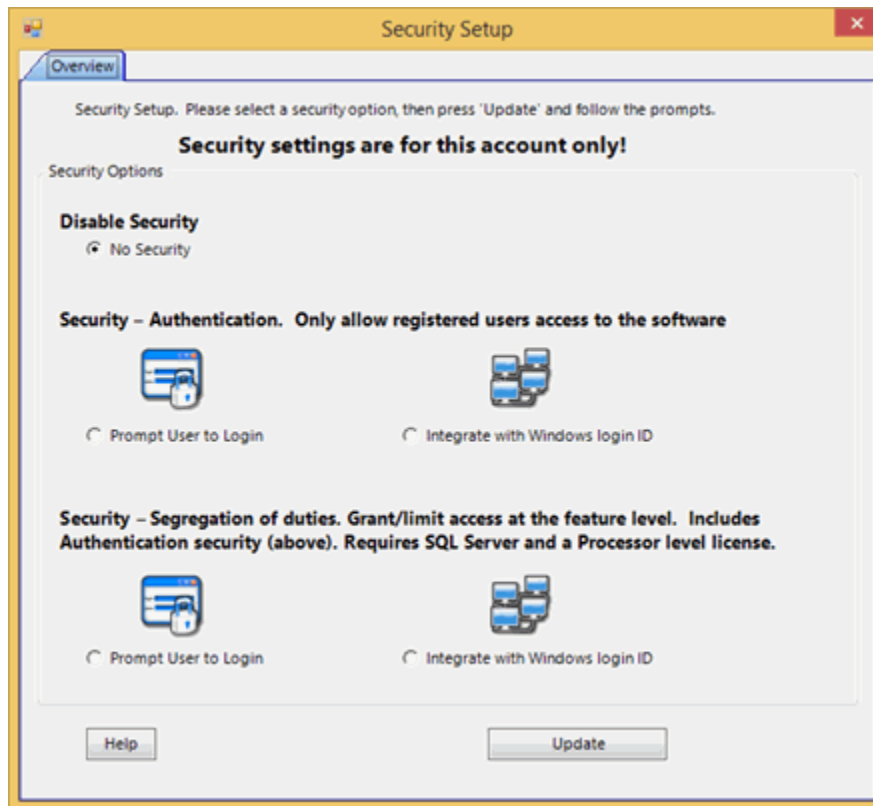 Security Setup
Overview
Security Setup. Please select a security option, then press 'Update' and follow the prompts.
Security settings are for this account only!
Security Options
Disable Security
No Security
Security – Authentication. Only allow registered users access to the software
Prompt User to Login
Integrate with Windows login ID
Security – Segregation of duties. Grant/limit access at the feature level. Includes
Authentication security (above). Requires SQL Server and a Processor level license.
Prompt User to Login
Integrate with Windows login ID
Help
Update